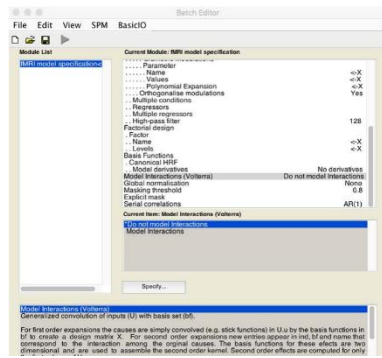 Batch Editor
File Edit View SPM BasicIO
Module List
Current Module: fMRI model specification
fMRI model specification<
. . . . Parameter
. . . . . Name <-X
. . . . . Values <-X
. . . . . Polynomial Expansion <-X
. . . . Orthogonalise modulations Yes
. . Multiple conditions
. . Regressors
. . Multiple regressors
. . High-pass filter 128
Factorial design
. Factor
. . Name <-X
. . Levels <-X
Basis Functions
. Canonical HRF
. . Model derivatives No derivatives
Model Interactions (Volterra) Do not model Interactions
Global normalisation None
Masking threshold 0.8
Explicit mask
Serial correlations AR(1)
Current Item: Model Interactions (Volterra)
*Do not model Interactions
Model Interactions
Specify...
Model Interactions (Volterra)
Generalized convolution of inputs (U) with basis set (bf).
For first order expansions the causes are simply convolved (e.g. stick functions) in U.u by the basis functions in
bf to create a design matrix X. For second order expansions new entries appear in ind, bf and name that
correspond to the interaction among the orginal causes. The basis functions for these efects are two
dimensional and are used to assemble the second order kernel. Second order effects are computed for only